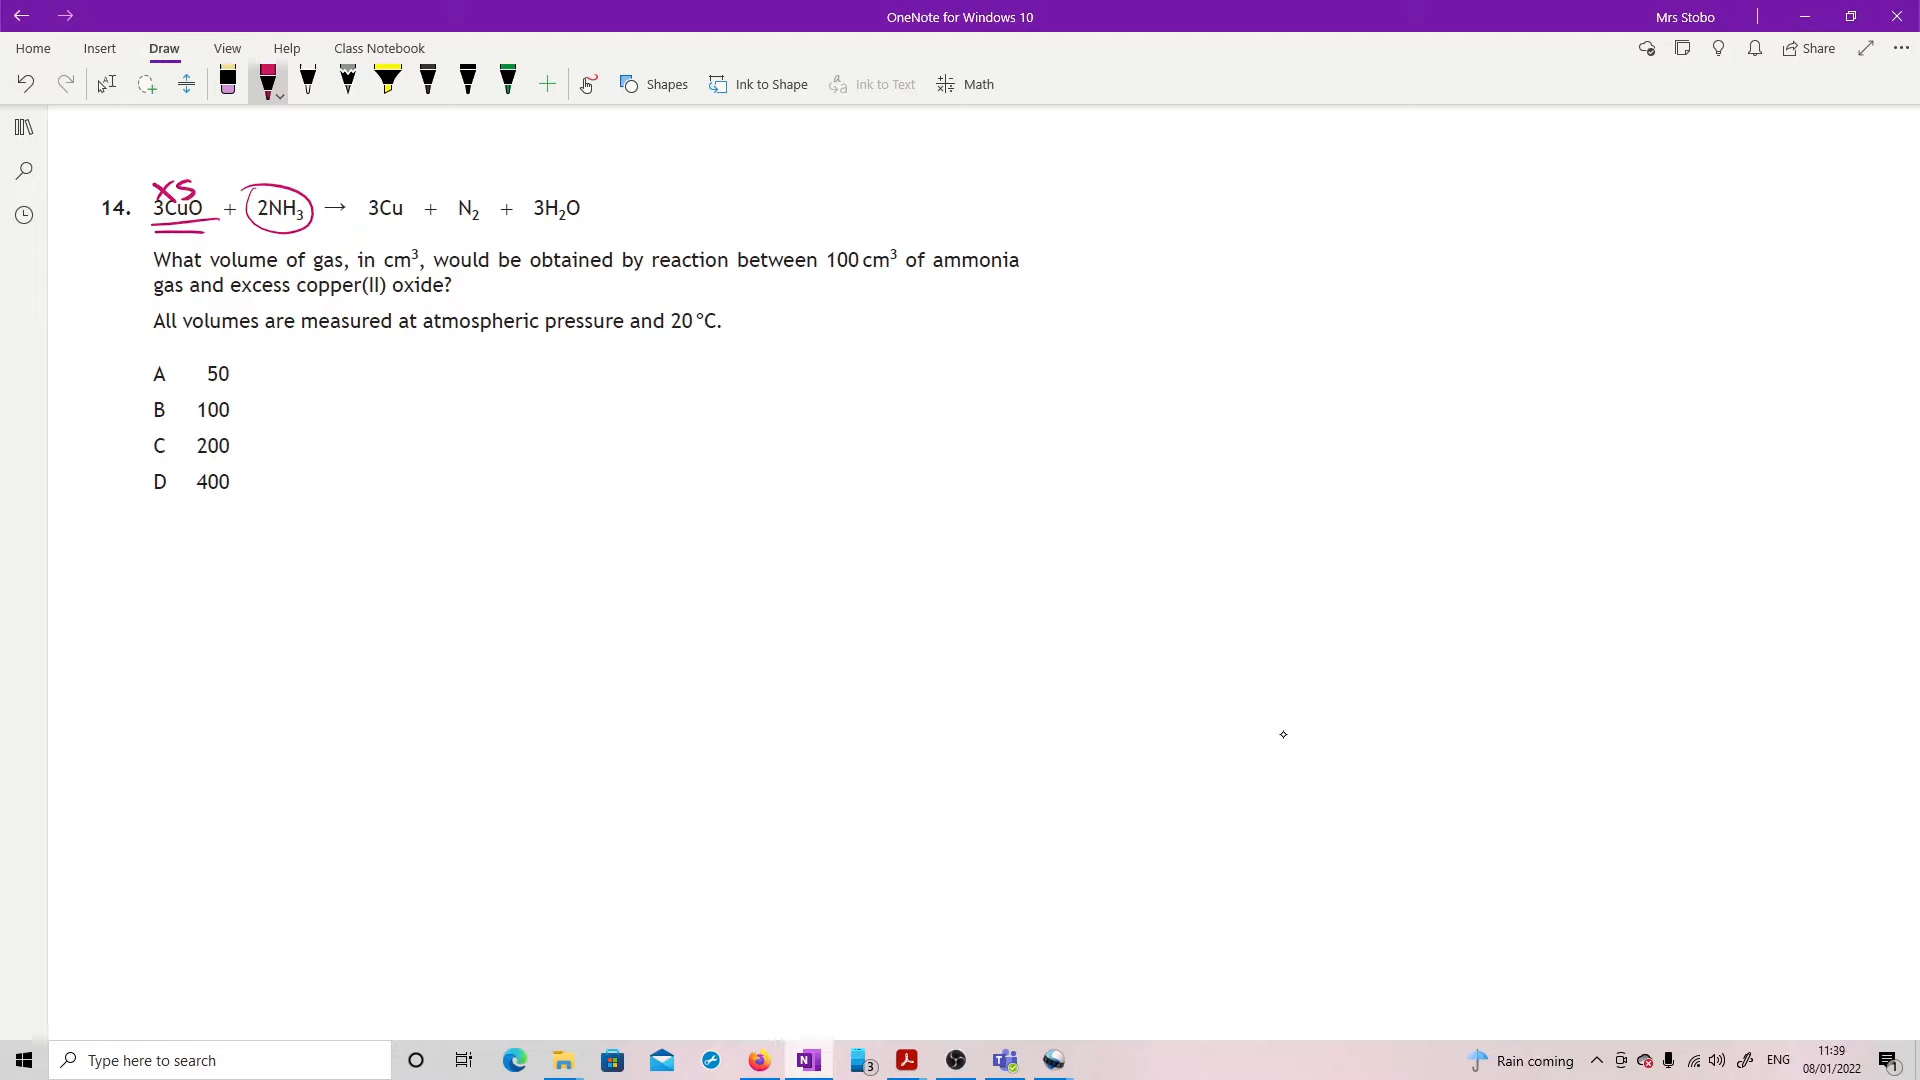 OneNote for Windows 10
Mrs Stobo
Home Insert Draw View Help Class Notebook
Share
Shapes Ink to Shape Ink to Text Math
XS
14. 3CuO + 2NH₃ → 3Cu + N₂ + 3H₂O
What volume of gas, in cm³, would be obtained by reaction between 100 cm³ of ammonia
gas and excess copper(II) oxide?
All volumes are measured at atmospheric pressure and 20 °C.
A 50
B 100
C 200
D 400
Type here to search
3
Rain coming
ENG
11:39
08/01/2022
1